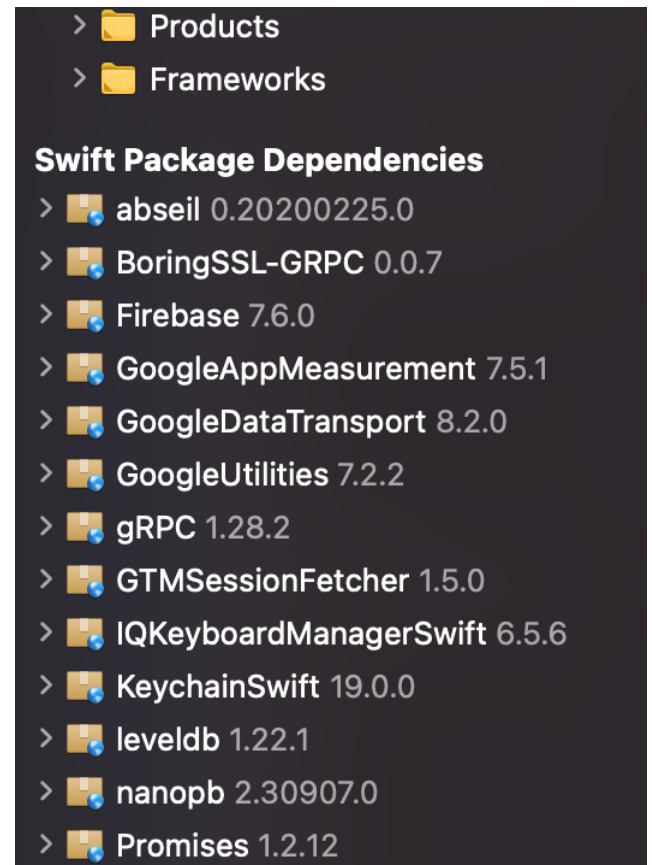 Products
Frameworks
Swift Package Dependencies
abseil 0.20200225.0
BoringSSL-GRPC 0.0.7
Firebase 7.6.0
GoogleAppMeasurement 7.5.1
GoogleDataTransport 8.2.0
GoogleUtilities 7.2.2
gRPC 1.28.2
GTMSessionFetcher 1.5.0
IQKeyboardManagerSwift 6.5.6
KeychainSwift 19.0.0
leveldb 1.22.1
nanopb 2.30907.0
Promises 1.2.12